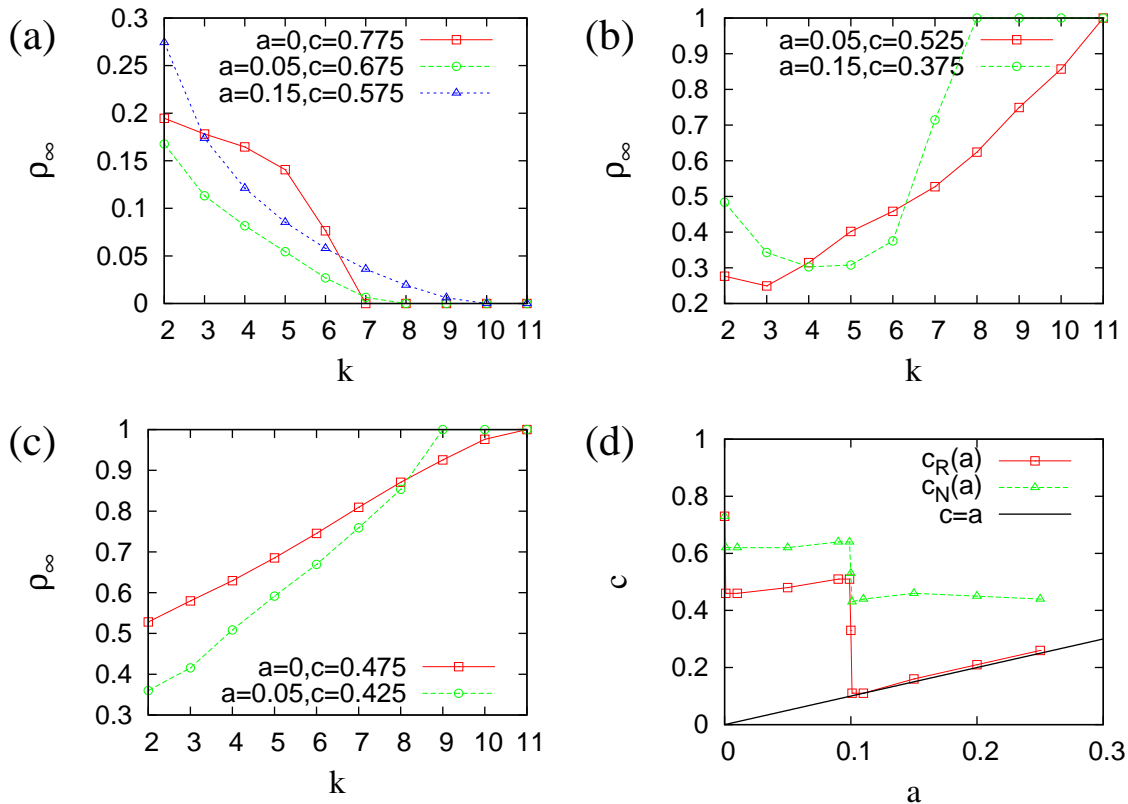 (a)
0.3
0.25
0.2
0.15
0.1
0.05
0
ρ∞
a=0,c=0.775
a=0.05,c=0.675
a=0.15,c=0.575
2 3 4 5 6 7 8 9 10 11
k
(b)
1
0.9
0.8
0.7
0.6
0.5
0.4
0.3
0.2
ρ∞
a=0.05,c=0.525
a=0.15,c=0.375
2 3 4 5 6 7 8 9 10 11
k
(c)
1
0.9
0.8
0.7
0.6
0.5
0.4
0.3
ρ∞
a=0,c=0.475
a=0.05,c=0.425
2 3 4 5 6 7 8 9 10 11
k
(d)
1
0.8
0.6
0.4
0.2
0
c
cR(a)
cN(a)
c=a
0 0.1 0.2 0.3
a